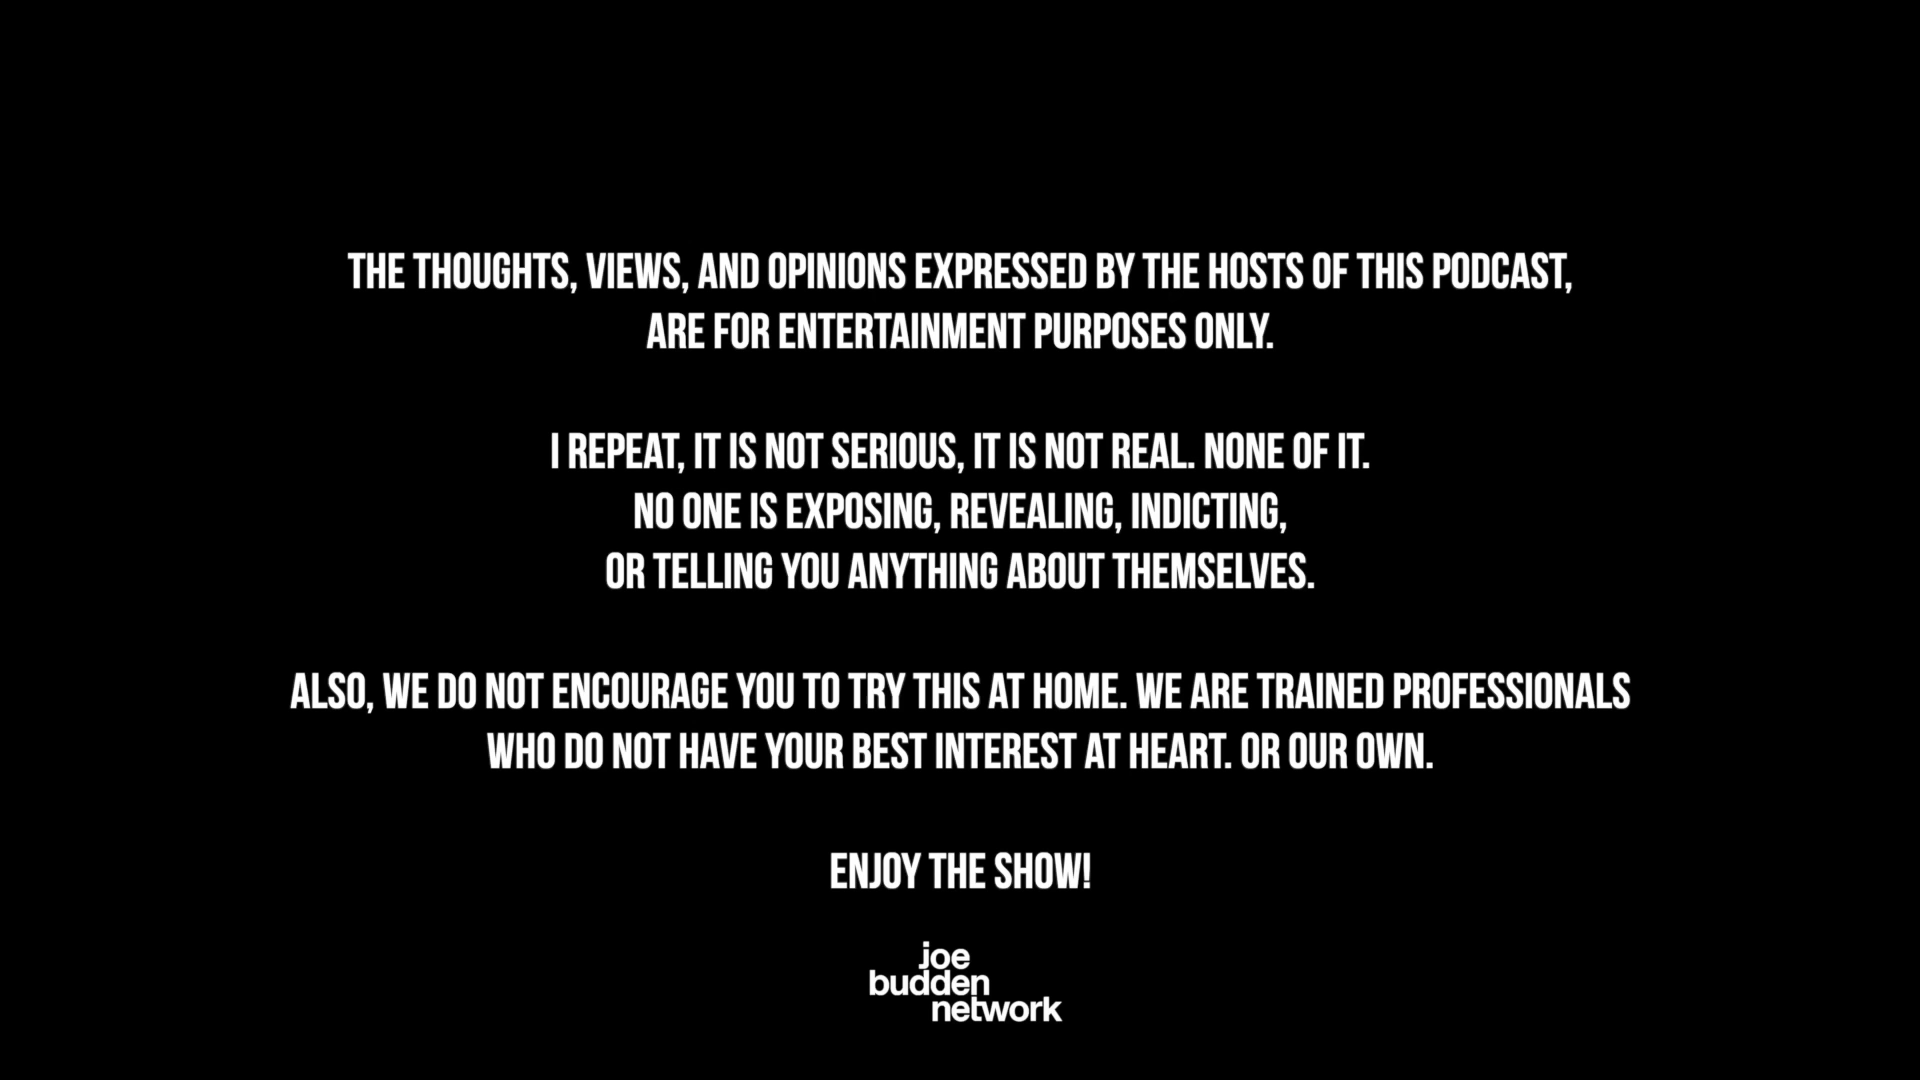 THE THOUGHTS, VIEWS, AND OPINIONS EXPRESSED BY THE HOSTS OF THIS PODCAST,
ARE FOR ENTERTAINMENT PURPOSES ONLY.
I REPEAT, IT IS NOT SERIOUS, IT IS NOT REAL. NONE OF IT.
NO ONE IS EXPOSING, REVEALING, INDICTING,
OR TELLING YOU ANYTHING ABOUT THEMSELVES.
ALSO, WE DO NOT ENCOURAGE YOU TO TRY THIS AT HOME. WE ARE TRAINED PROFESSIONALS
WHO DO NOT HAVE YOUR BEST INTEREST AT HEART. OR OUR OWN.
ENJOY THE SHOW!
joe
budden
network